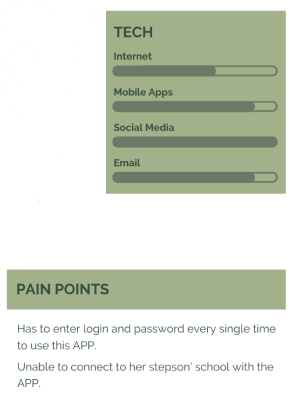 TECH
Internet
Mobile Apps
Social Media
Email
PAIN POINTS
Has to enter login and password every single time
to use this APP.
Unable to connect to her stepson' school with the
APP.